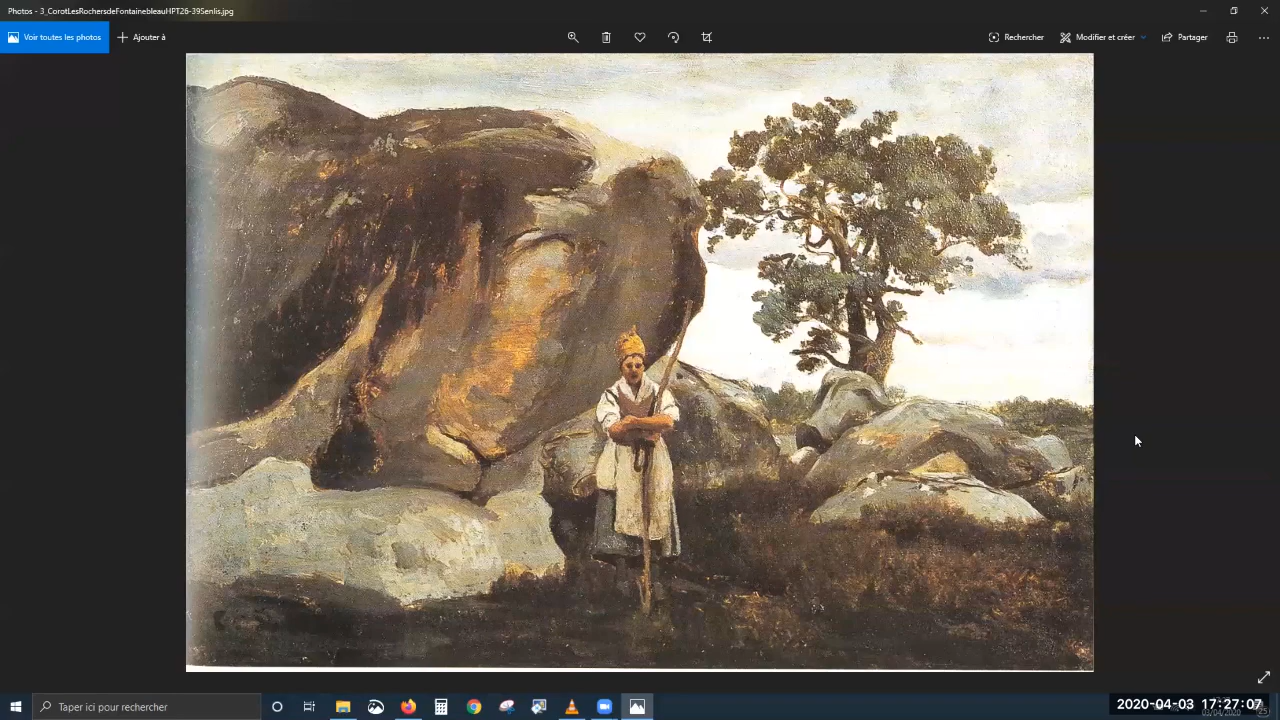 Photos - 3_CorotLesRochersdeFontainebleauHPT26-39Senlis.jpg
Voir toutes les photos
Ajouter à
Rechercher
Modifier et créer
Partager
Taper ici pour rechercher
2020-04-03 17:27:07